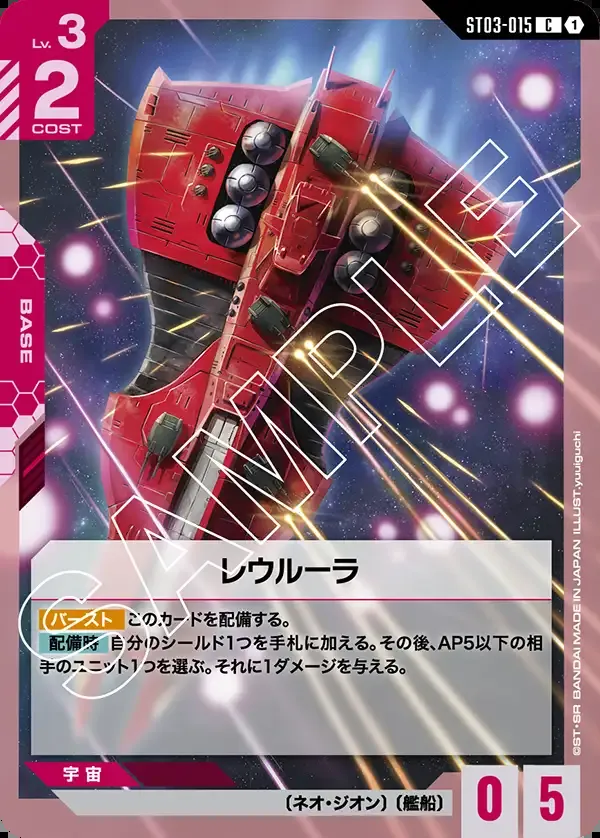 ST03-015 C 1
Lv. 3
2
COST
BASE
SAMPLE
レウルーラ
バースト このカードを配備する。
配備時 自分のシールド1つを手札に加える。その後、AP5以下の相
手のユニット1つを選ぶ。それに1ダメージを与える。
宇宙
〔ネオ・ジオン〕〔艦船〕
0 5
©ST・SR BANDAI MADE IN JAPAN ILLUST.yuuiguchi